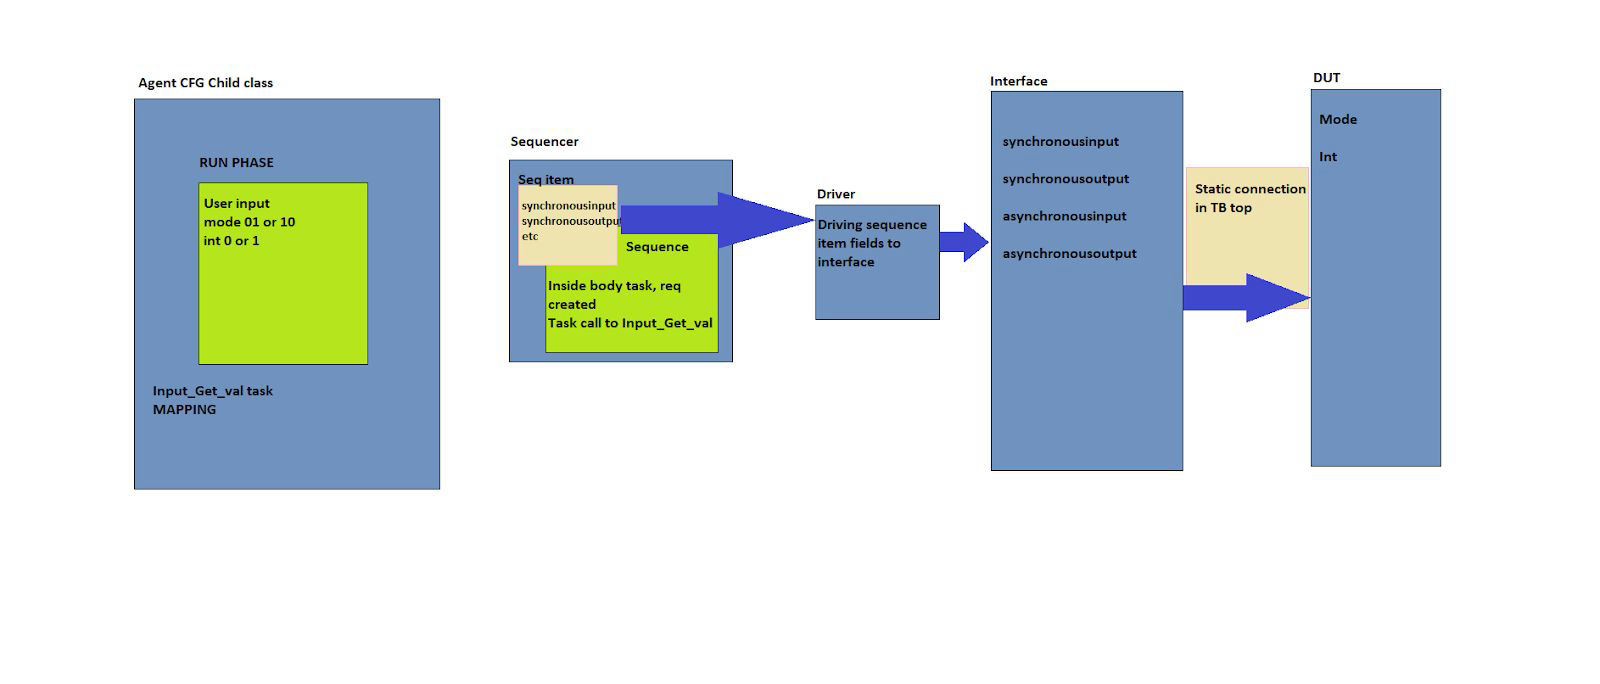 Agent CFG Child class
RUN PHASE
User input
mode 01 or 10
int 0 or 1
Input_Get_val task
MAPPING
Sequencer
Seq item
synchronousinput
synchronousoutput
etc
Sequence
Inside body task, req
created
Task call to Input_Get_val
Driver
Driving sequence
item fields to
interface
Interface
synchronousinput
synchronousoutput
asynchronousinput
asynchronousoutput
Static connection
in TB top
DUT
Mode
Int